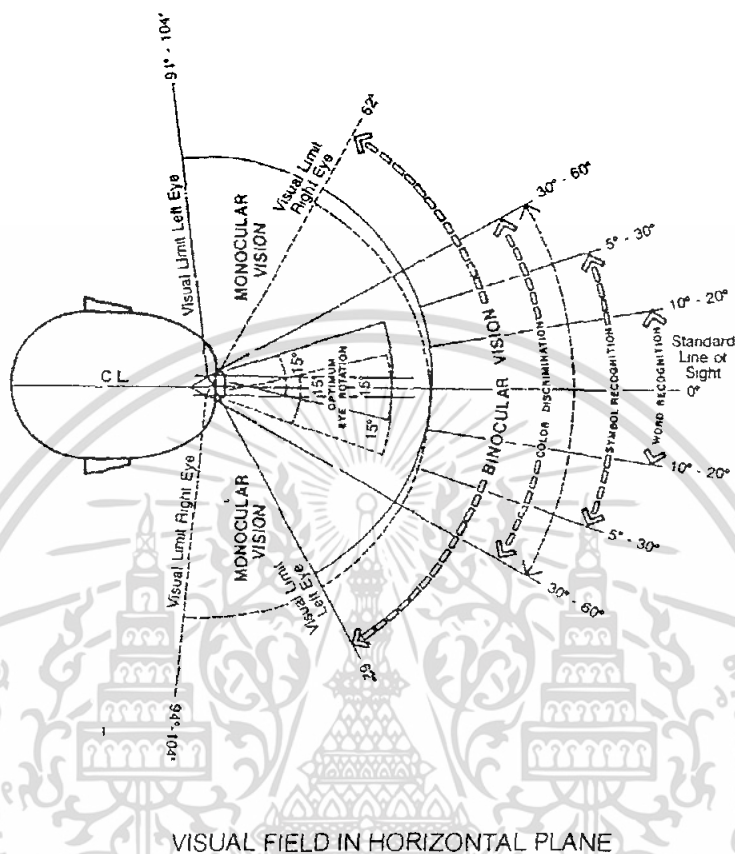 94° - 104°
Visual Limit Left Eye
MONOCULAR
VISION
Visual Limit
Right Eye
62°
30° - 60°
5° - 30°
10° - 20°
Standard
Line of
Sight
0°
10° - 20°
5° - 30°
30° - 60°
62°
Visual Limit
Left Eye
MONOCULAR
VISION
Visual Limit Right Eye
94°-104°
CL
15°
15°
OPTIMUM
EYE ROTATION
15°
15°
BINOCULAR VISION
COLOR DISCRIMINATION
SYMBOL RECOGNITION
WORD RECOGNITION
VISUAL FIELD IN HORIZONTAL PLANE